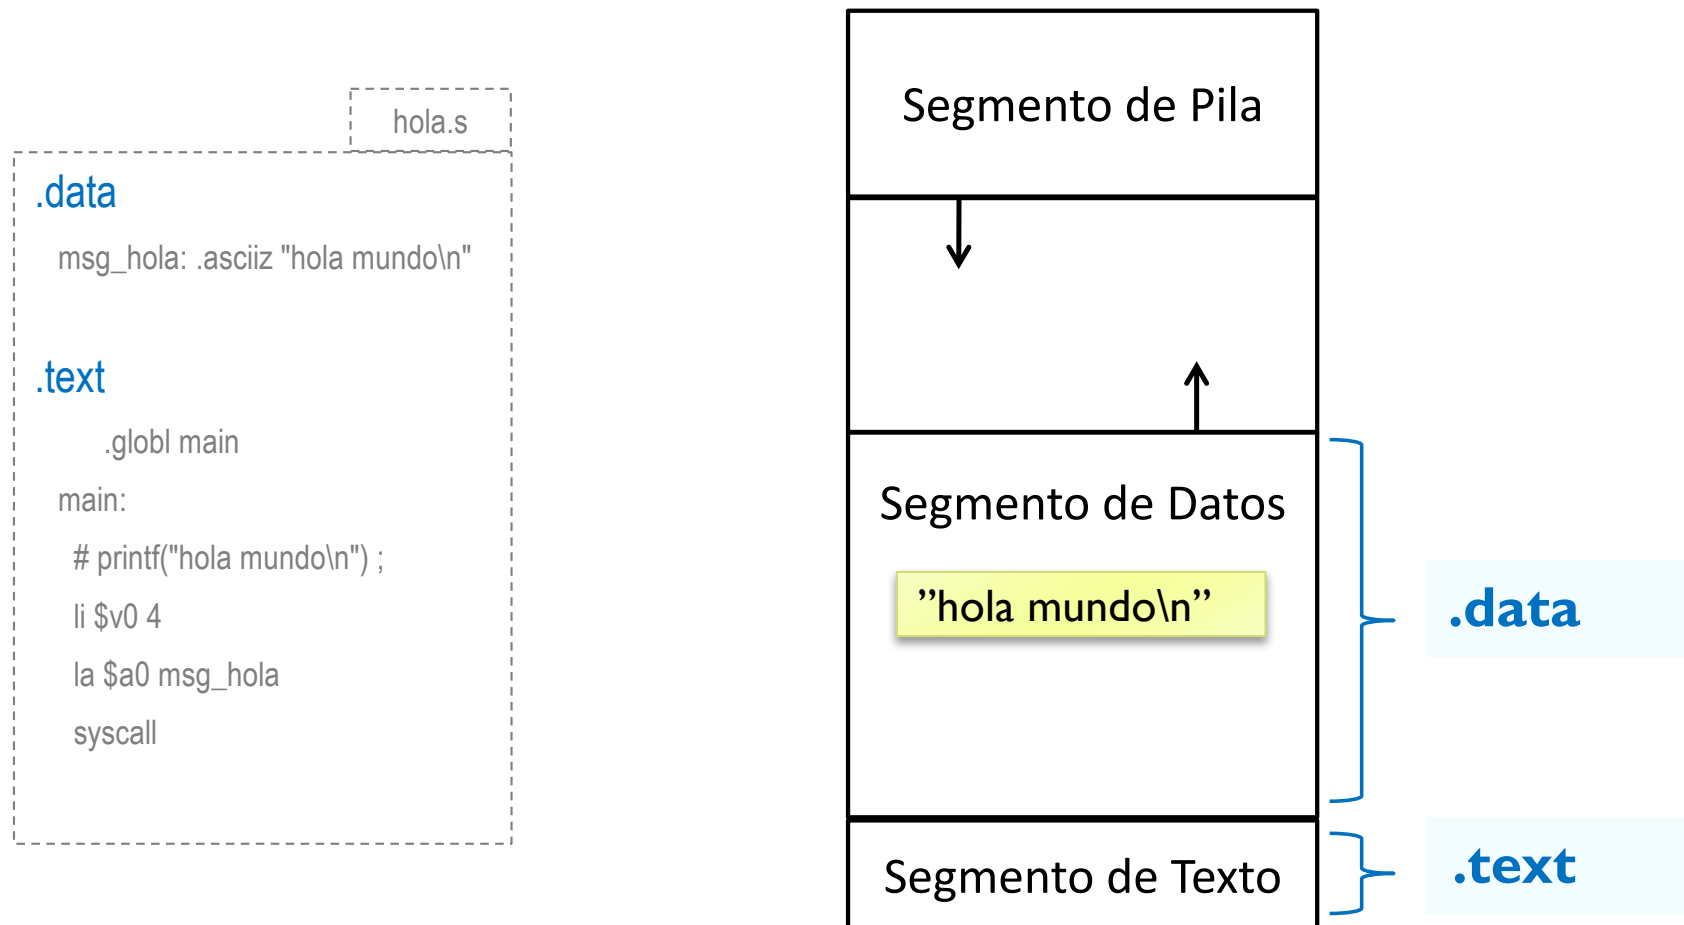 hola.s
.data
msg_hola: .asciiz "hola mundo\n"
.text
.globl main
main:
# printf("hola mundo\n") ;
li $v0 4
la $a0 msg_hola
syscall
Segmento de Pila
Segmento de Datos
”hola mundo\n”
.data
Segmento de Texto
.text